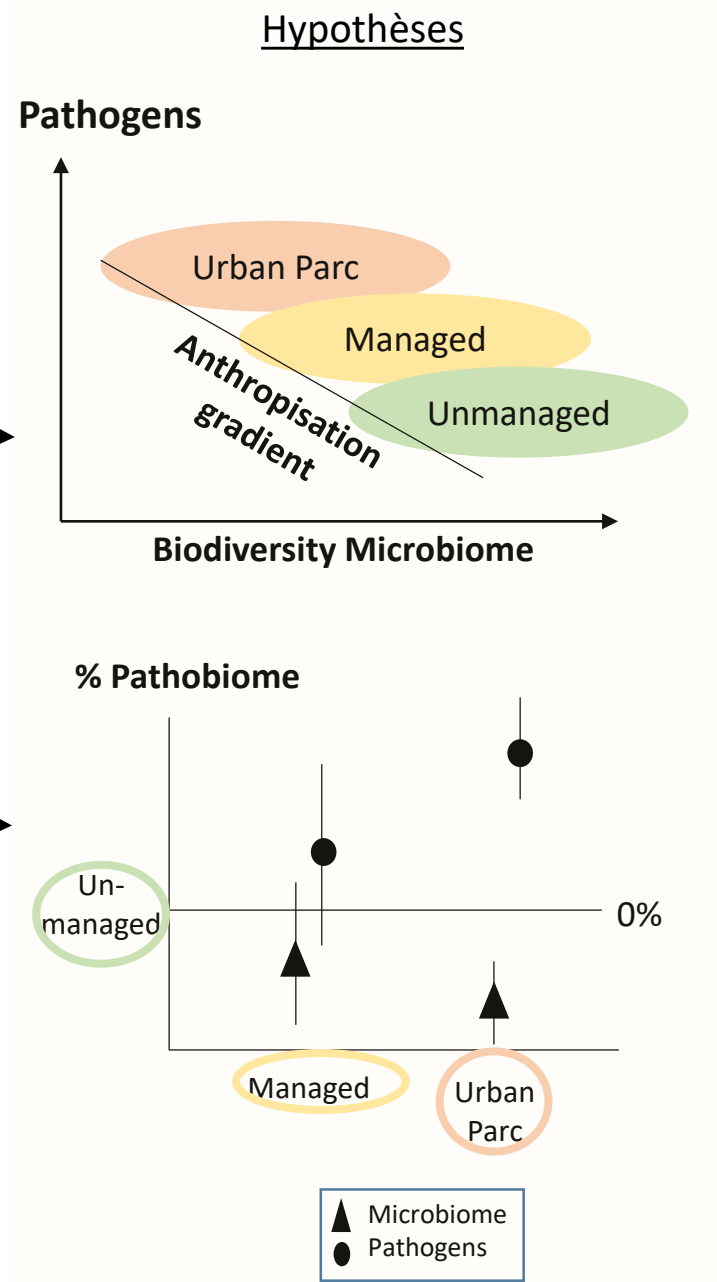 Hypothèses
Pathogens
Urban Parc
Managed
Unmanaged
Anthropisation
gradient
Biodiversity Microbiome
% Pathobiome
Un-
managed
0%
Managed
Urban
Parc
Microbiome
Pathogens